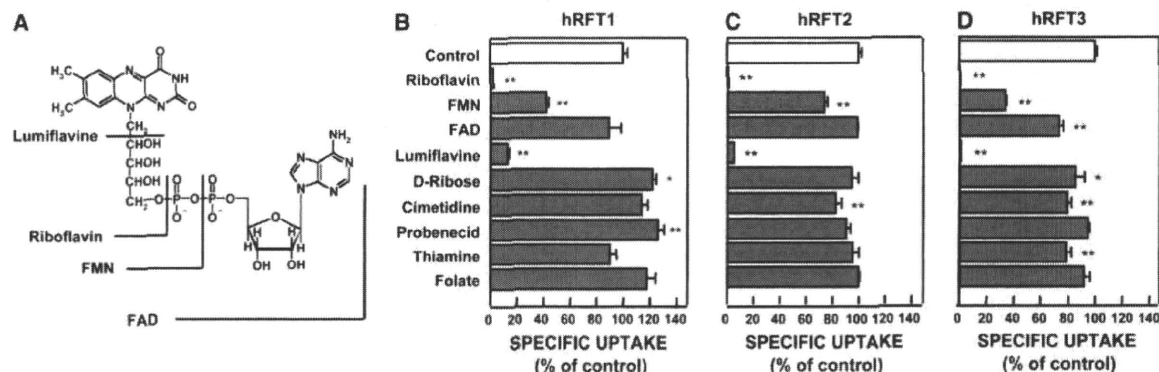 A
NH
O
N
N
H₃C
H₃C
N
N
O
CH₂
Lumiflavine
CHOH
CHOH
CHOH
CH₂
O
P
O
P
O
O
O
O⁻
O⁻
NH₂
N
N
N
N
O
H
H
H
H
OH
OH
Riboflavin
FMN
FAD
B
hRFT1
Control
Riboflavin
**
FMN
**
FAD
Lumiflavine
**
D-Ribose
*
Cimetidine
Probenecid
**
Thiamine
Folate
0 20 40 60 80 100 140
SPECIFIC UPTAKE
(% of control)
C
hRFT2
**
**
**
**
0 20 40 60 80 100 140
SPECIFIC UPTAKE
(% of control)
D
hRFT3
**
**
**
**
*
**
**
0 20 40 60 80 100 140
SPECIFIC UPTAKE
(% of control)